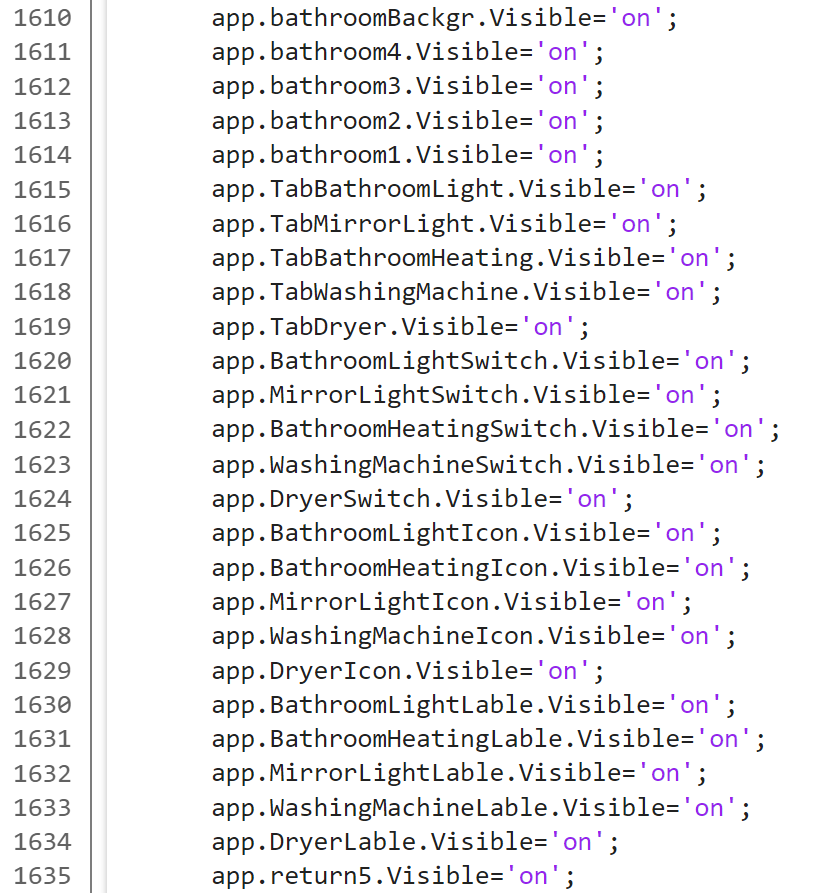 1610 app.bathroomBackgr.Visible='on';
1611 app.bathroom4.Visible='on';
1612 app.bathroom3.Visible='on';
1613 app.bathroom2.Visible='on';
1614 app.bathroom1.Visible='on';
1615 app.TabBathroomLight.Visible='on';
1616 app.TabMirrorLight.Visible='on';
1617 app.TabBathroomHeating.Visible='on';
1618 app.TabWashingMachine.Visible='on';
1619 app.TabDryer.Visible='on';
1620 app.BathroomLightSwitch.Visible='on';
1621 app.MirrorLightSwitch.Visible='on';
1622 app.BathroomHeatingSwitch.Visible='on';
1623 app.WashingMachineSwitch.Visible='on';
1624 app.DryerSwitch.Visible='on';
1625 app.BathroomLightIcon.Visible='on';
1626 app.BathroomHeatingIcon.Visible='on';
1627 app.MirrorLightIcon.Visible='on';
1628 app.WashingMachineIcon.Visible='on';
1629 app.DryerIcon.Visible='on';
1630 app.BathroomLightLable.Visible='on';
1631 app.BathroomHeatingLable.Visible='on';
1632 app.MirrorLightLable.Visible='on';
1633 app.WashingMachineLable.Visible='on';
1634 app.DryerLable.Visible='on';
1635 app.return5.Visible='on';